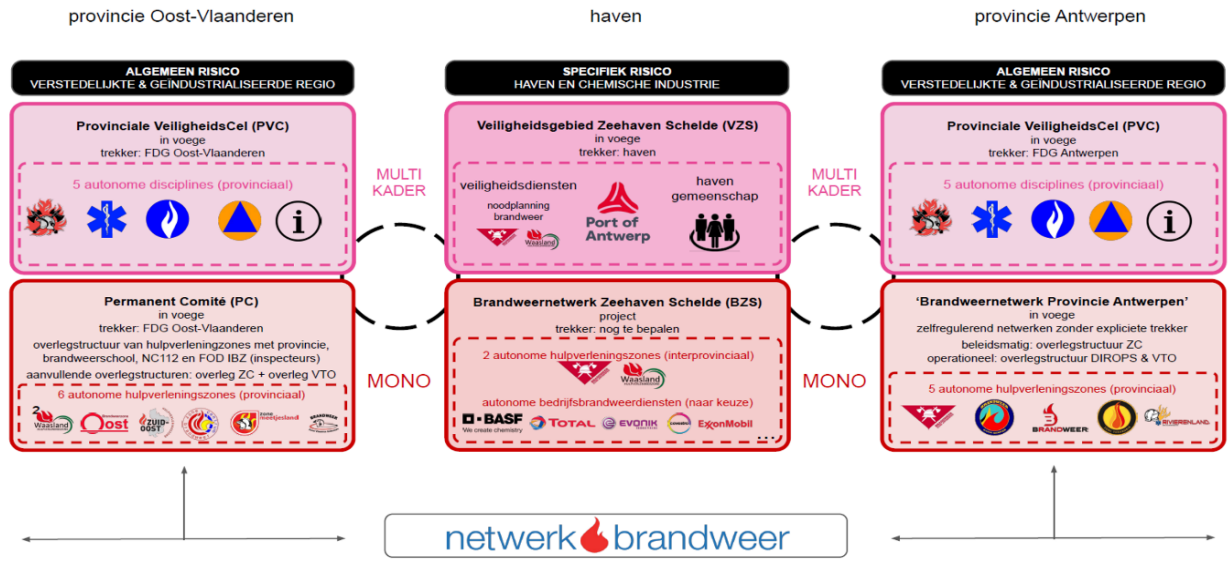 provincie Oost-Vlaanderen
haven
provincie Antwerpen
ALGEMEEN RISICO
VERSTEDELIJKTE & GEÏNDUSTRIALISEERDE REGIO
SPECIFIEK RISICO
HAVEN EN CHEMISCHE INDUSTRIE
ALGEMEEN RISICO
VERSTEDELIJKTE & GEÏNDUSTRIALISEERDE REGIO
Provinciale VeiligheidsCel (PVC)
in voege
trekker: FDG Oost-Vlaanderen
5 autonome disciplines (provinciaal)
i
MULTI
KADER
Veiligheidsgebied Zeehaven Schelde (VZS)
in voege
trekker: haven
veiligheidsdiensten
noodplanning
brandweer
Waasland
Port of
Antwerp
haven
gemeenschap
MULTI
KADER
Provinciale VeiligheidsCel (PVC)
in voege
trekker: FDG Antwerpen
5 autonome disciplines (provinciaal)
i
Permanent Comité (PC)
in voege
trekker: FDG Oost-Vlaanderen
overlegstructuur van hulpverleningzones met provincie,
brandweerschool, NC112 en FOD IBZ (inspecteurs)
aanvullende overlegstructuren: overleg ZC + overleg VTO
6 autonome hulpverleningzones (provinciaal)
2
Waasland
Oost
ZUID-
OOST
zone
meetjesland
BRANDWEER
MONO
Brandweernetwerk Zeehaven Schelde (BZS)
project
trekker: nog te bepalen
2 autonome hulpverleningzones (interprovinciaal)
Waasland
autonome bedrijfsbrandweerdiensten (naar keuze)
BASF
We create chemistry
TOTAL
EVONIK
ExxonMobil
...
MONO
‘Brandweernetwerk Provincie Antwerpen’
in voege
zelfregulerend netwerken zonder expliciete trekker
beleidsmatig: overlegstructuur ZC
operationeel: overlegstructuur DIROPS & VTO
5 autonome hulpverleningzones (provinciaal)
BRANDWEER
RIVIERENLAND
netwerk brandweer